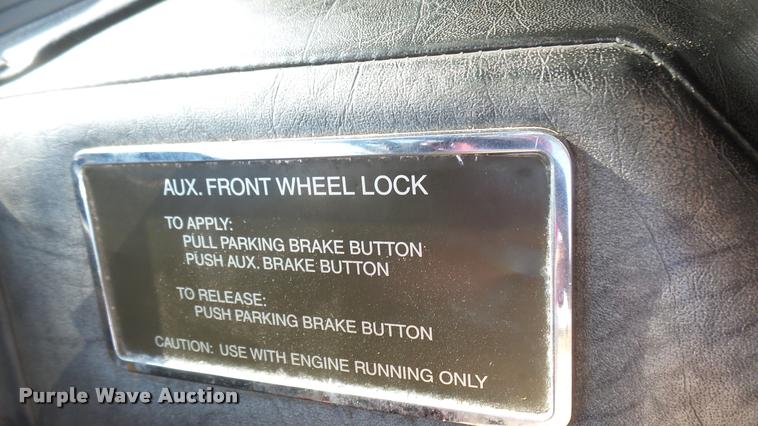 AUX. FRONT WHEEL LOCK
TO APPLY:
PULL PARKING BRAKE BUTTON
PUSH AUX. BRAKE BUTTON
TO RELEASE:
PUSH PARKING BRAKE BUTTON
CAUTION: USE WITH ENGINE RUNNING ONLY
Purple Wave Auction